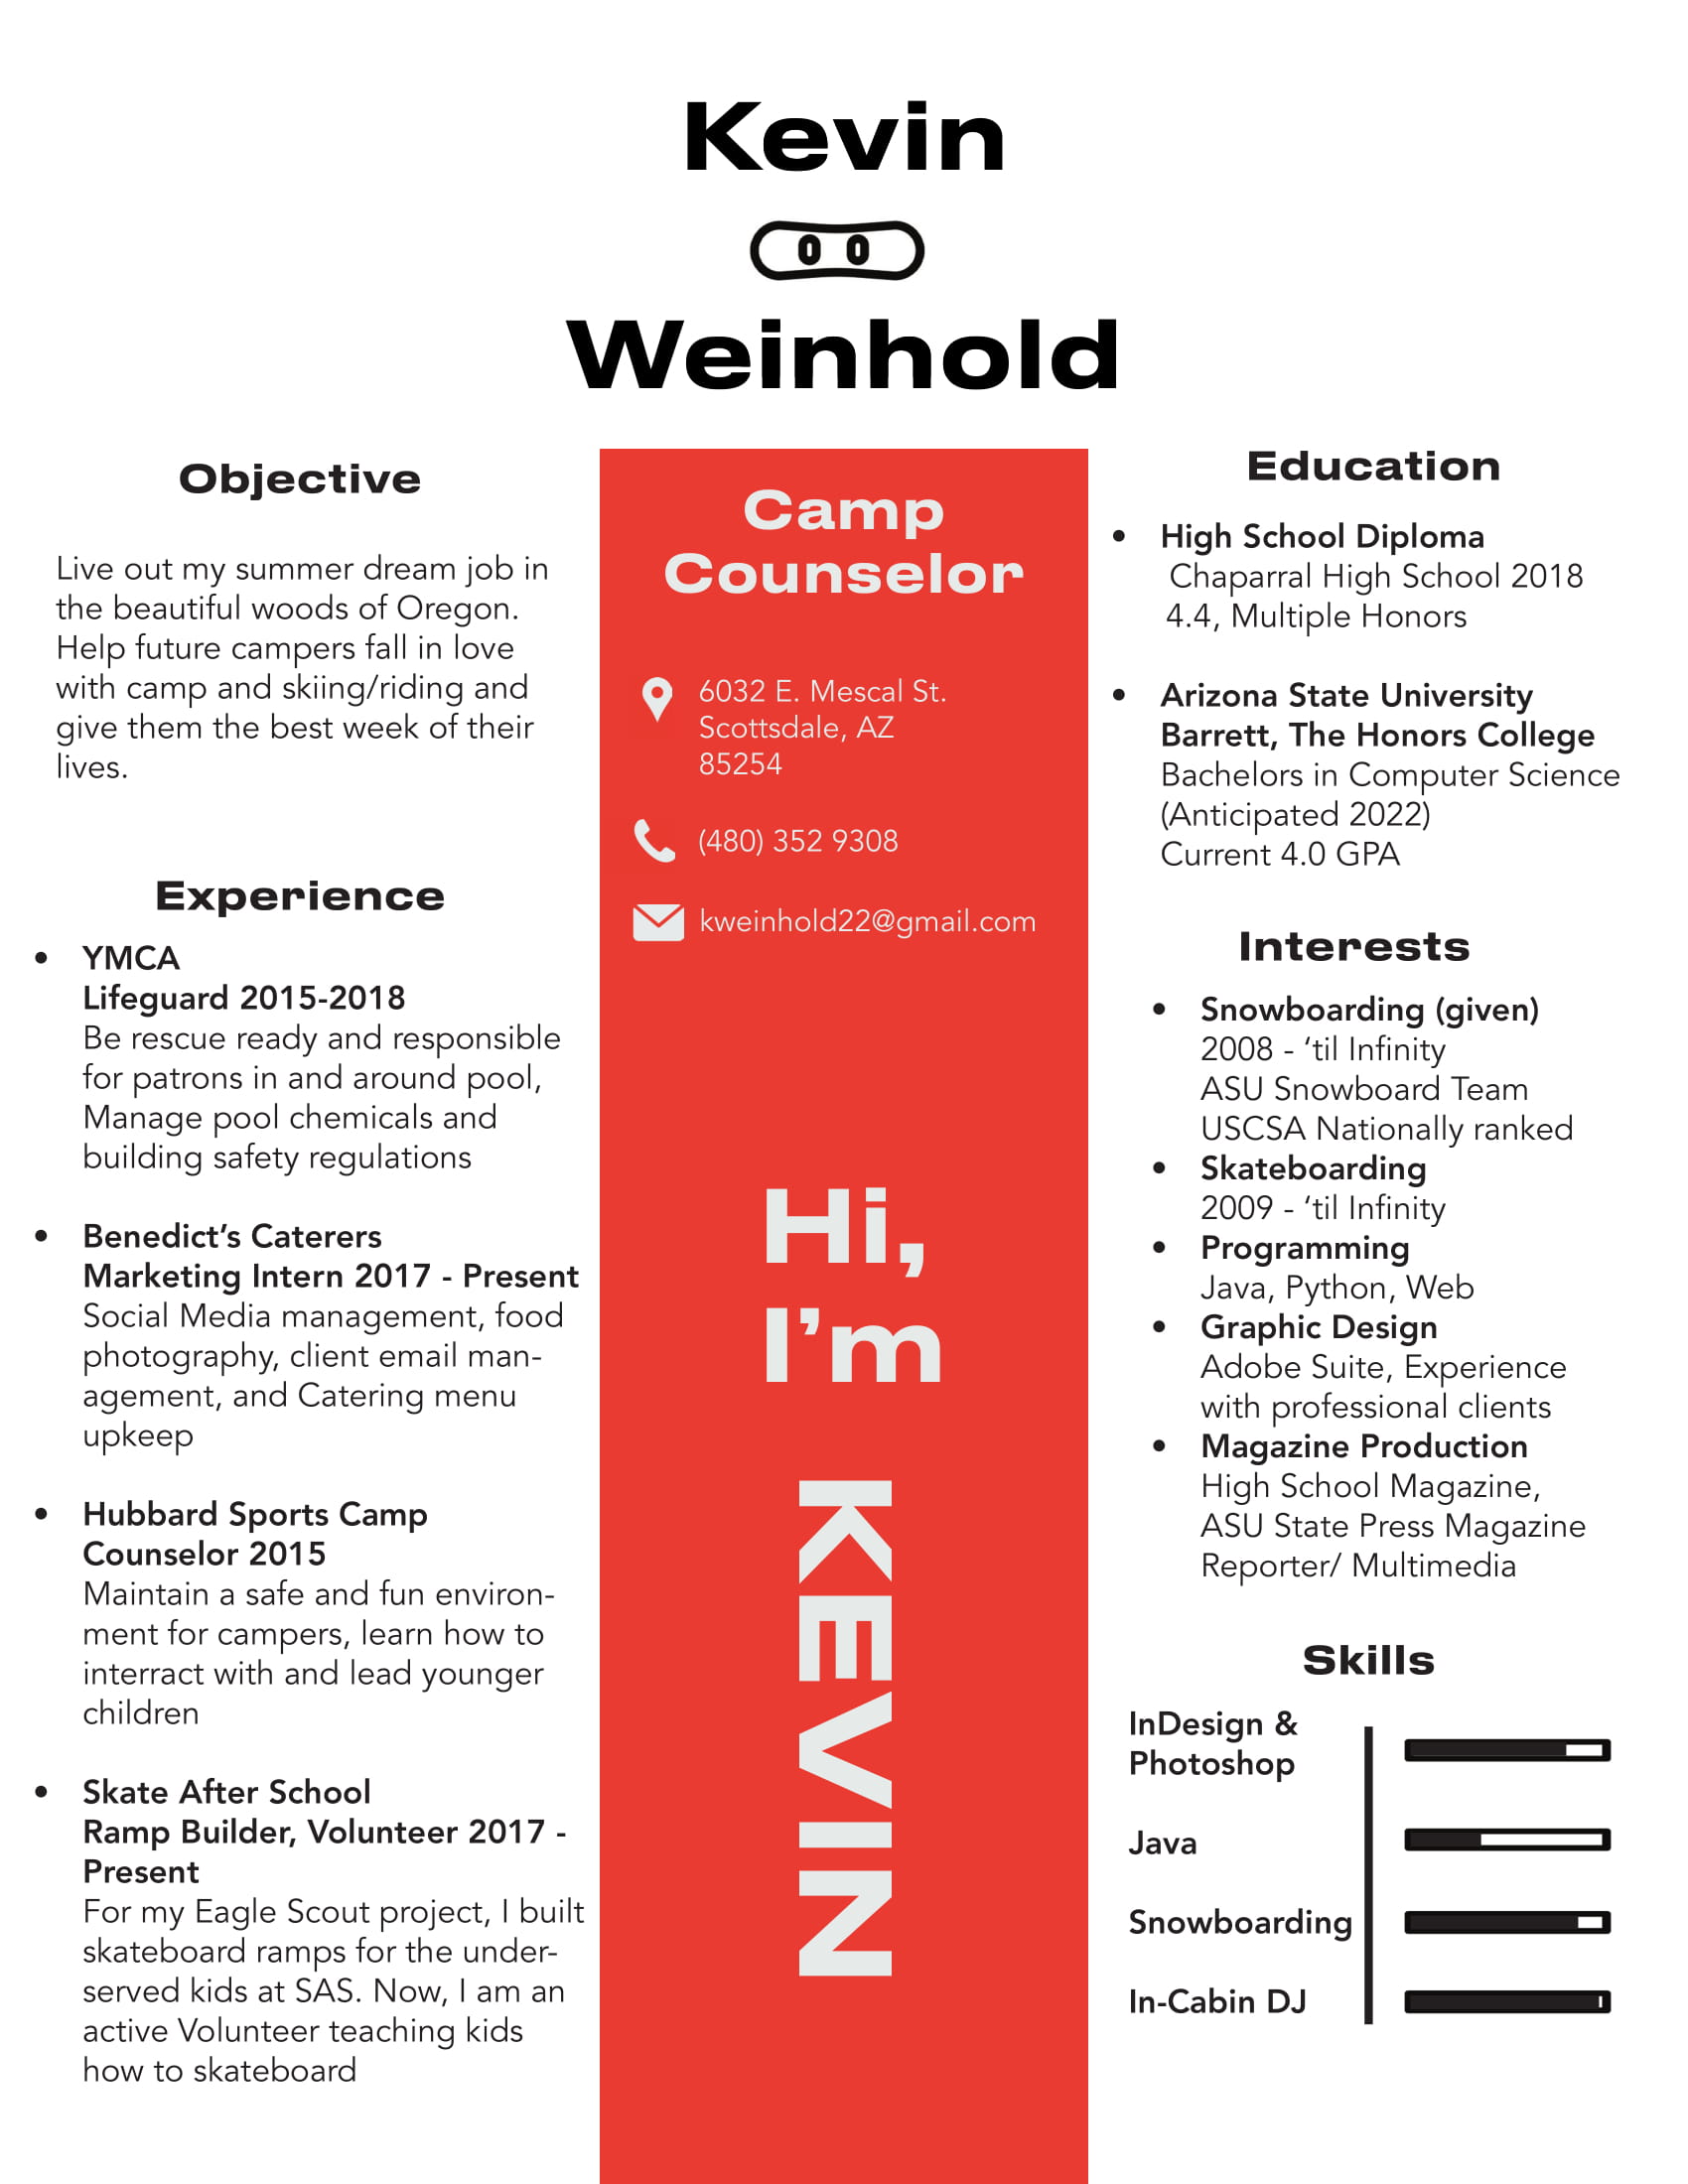 Kevin
Weinhold
Objective
Live out my summer dream job in
the beautiful woods of Oregon.
Help future campers fall in love
with camp and skiing/riding and
give them the best week of their
lives.
Experience
• YMCA
Lifeguard 2015-2018
Be rescue ready and responsible
for patrons in and around pool,
Manage pool chemicals and
building safety regulations
• Benedict’s Caterers
Marketing Intern 2017 - Present
Social Media management, food
photography, client email man-
agement, and Catering menu
upkeep
• Hubbard Sports Camp
Counselor 2015
Maintain a safe and fun environ-
ment for campers, learn how to
interract with and lead younger
children
• Skate After School
Ramp Builder, Volunteer 2017 -
Present
For my Eagle Scout project, I built
skateboard ramps for the under-
served kids at SAS. Now, I am an
active Volunteer teaching kids
how to skateboard
Camp
Counselor
6032 E. Mescal St.
Scottsdale, AZ
85254
(480) 352 9308
kweinhold22@gmail.com
Hi,
I’m
KEVIN
Education
• High School Diploma
Chaparral High School 2018
4.4, Multiple Honors
• Arizona State University
Barrett, The Honors College
Bachelors in Computer Science
(Anticipated 2022)
Current 4.0 GPA
Interests
• Snowboarding (given)
2008 - ‘til Infinity
ASU Snowboard Team
USCSA Nationally ranked
• Skateboarding
2009 - ‘til Infinity
• Programming
Java, Python, Web
• Graphic Design
Adobe Suite, Experience
with professional clients
• Magazine Production
High School Magazine,
ASU State Press Magazine
Reporter/ Multimedia
Skills
InDesign &
Photoshop
Java
Snowboarding
In-Cabin DJ